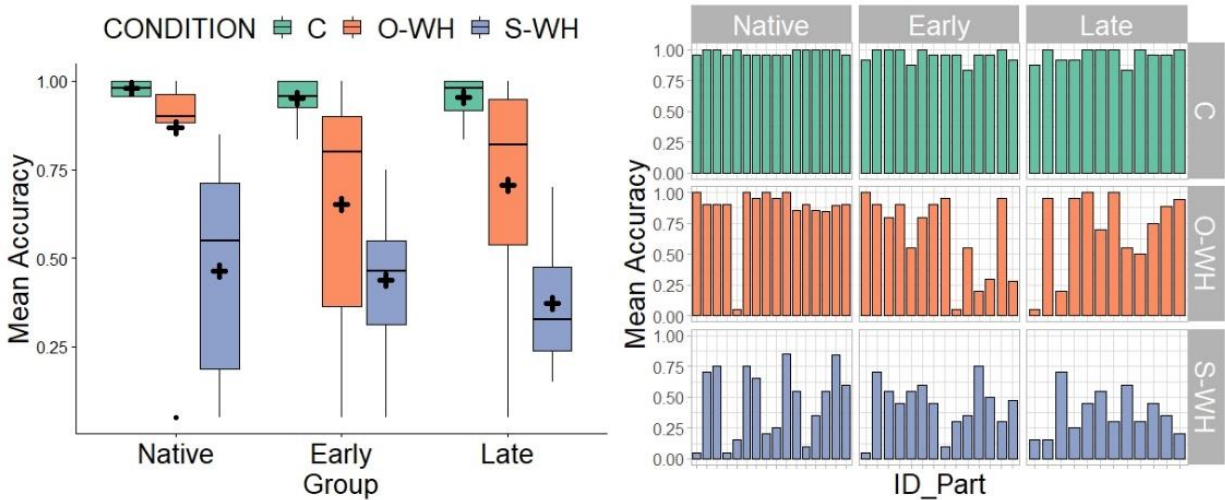 CONDITION C O-WH S-WH
Mean Accuracy
1.00
0.75
0.50
0.25
Native Early Late
Group
Native Early Late
Mean Accuracy
1.00
0.75
0.50
0.25
0.00
C
1.00
0.75
0.50
0.25
0.00
O-WH
1.00
0.75
0.50
0.25
0.00
S-WH
ID_Part